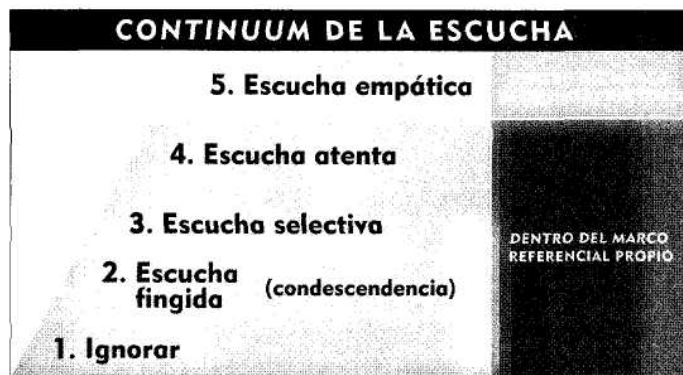 CONTINUUM DE LA ESCUCHA
5. Escucha empática
4. Escucha atenta
3. Escucha selectiva
2. Escucha
fingida (condescendencia)
1. Ignorar
DENTRO DEL MARCO
REFERENCIAL PROPIO